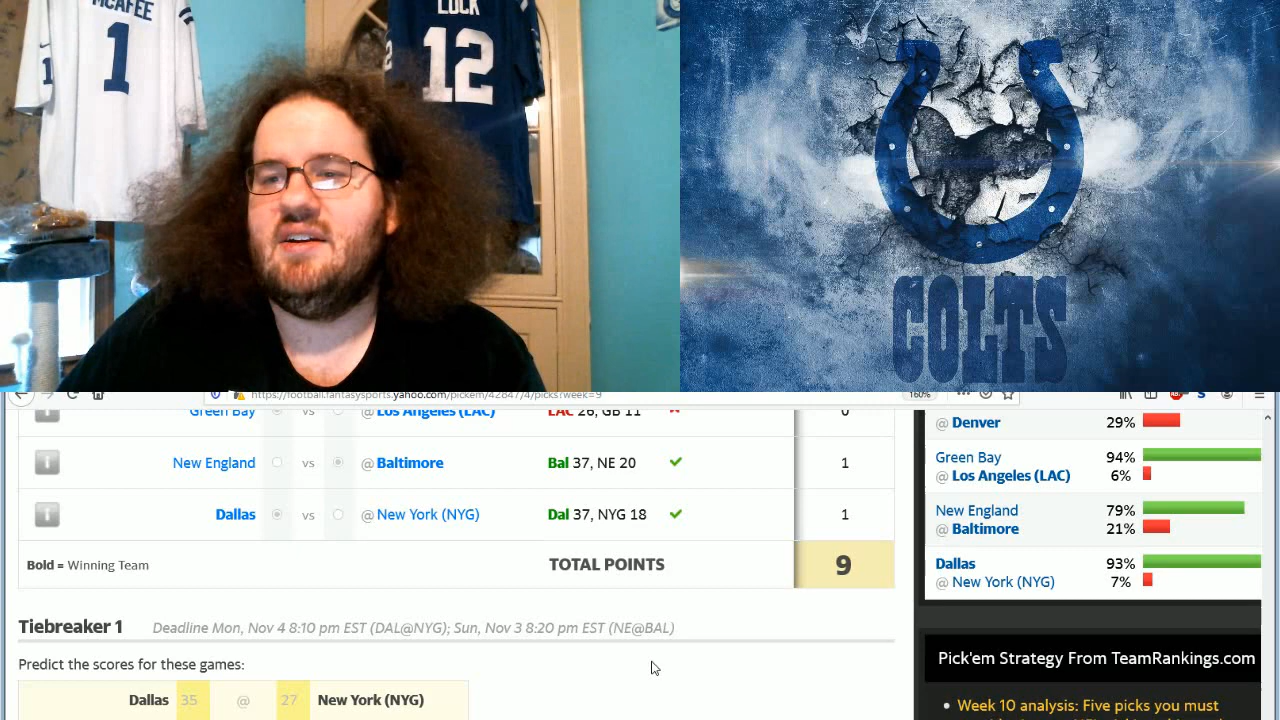 MCAFEE
1
1
LUCK
12
2
COLTS
https://football.fantasysports.yahoo.com/pickem/42847/4/picks?week=9
160%
Green Bay vs @ Los Angeles (LAC) LAC 26, GB 11 0
New England vs @ Baltimore Bal 37, NE 20 1
Dallas vs @ New York (NYG) Dal 37, NYG 18 1
Bold = Winning Team TOTAL POINTS 9
Tiebreaker 1 Deadline Mon, Nov 4 8:10 pm EST (DAL@NYG); Sun, Nov 3 8:20 pm EST (NE@BAL)
Predict the scores for these games:
Dallas 35 @ 27 New York (NYG)
@ Denver 29%
Green Bay 94%
@ Los Angeles (LAC) 6%
New England 79%
@ Baltimore 21%
Dallas 93%
@ New York (NYG) 7%
Pick'em Strategy From TeamRankings.com
Week 10 analysis: Five picks you must